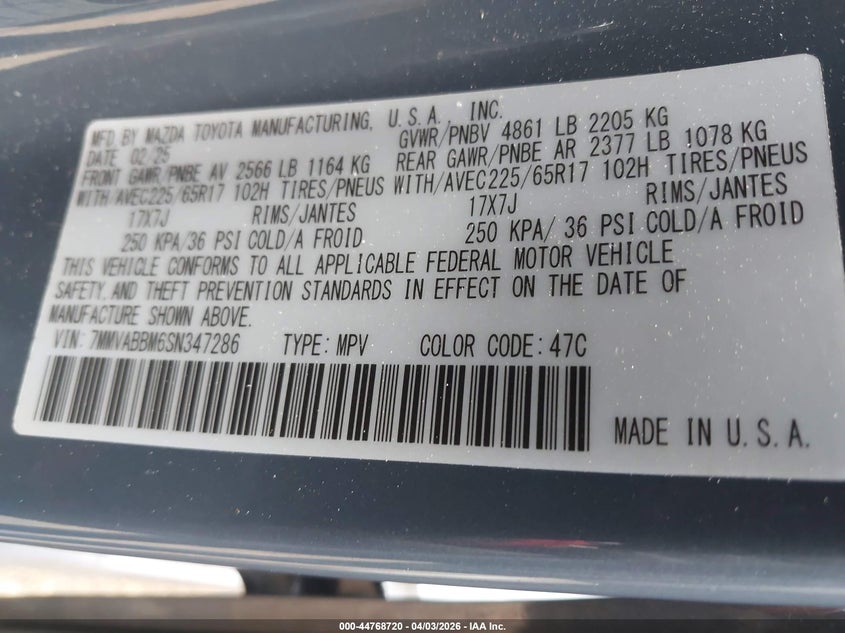 MFD. BY MAZDA TOYOTA MANUFACTURING, U.S.A., INC.
DATE 02/25 GVWR/PNBV 4861 LB 2205 KG
FRONT GAWR/PNBE AV 2566 LB 1164 KG REAR GAWR/PNBE AR 2377 LB 1078 KG
WITH/AVEC225/65R17 102H TIRES/PNEUS WITH/AVEC225/65R17 102H TIRES/PNEUS
17X7J RIMS/JANTES 17X7J RIMS/JANTES
250 KPA/36 PSI COLD/A FROID 250 KPA/ 36 PSI COLD/A FROID
THIS VEHICLE CONFORMS TO ALL APPLICABLE FEDERAL MOTOR VEHICLE
SAFETY, AND THEFT PREVENTION STANDARDS IN EFFECT ON THE DATE OF
MANUFACTURE SHOWN ABOVE.
VIN: 7MMVABBM6SN347286 TYPE: MPV COLOR CODE: 47C
MADE IN U.S.A.
000-44768720 04/03/2026 - IAA Inc.